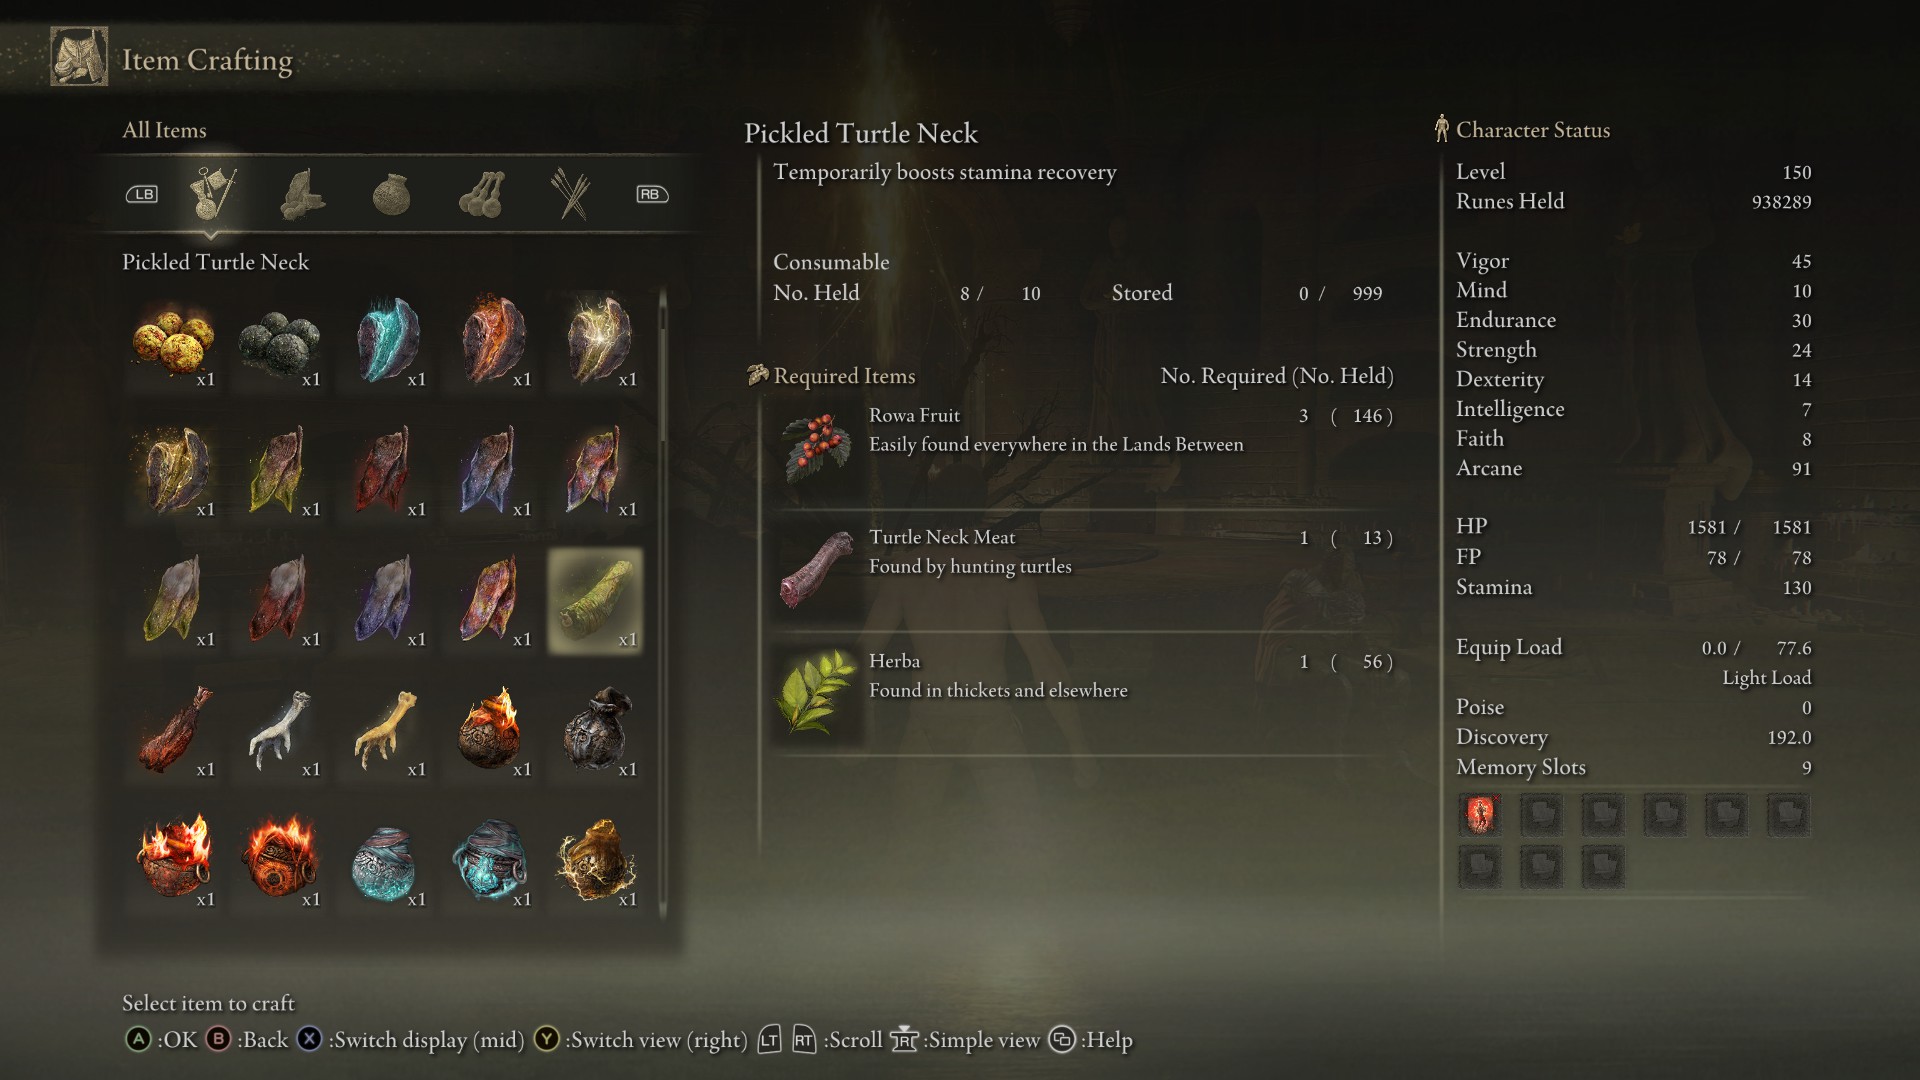 Item Crafting
All Items
LB
RB
Pickled Turtle Neck
x1 x1 x1 x1 x1
x1 x1 x1 x1 x1
x1 x1 x1 x1 x1
x1 x1 x1 x1 x1
x1 x1 x1 x1 x1
Pickled Turtle Neck
Temporarily boosts stamina recovery
Consumable
No. Held 8 / 10 Stored 0 / 999
Required Items No. Required (No. Held)
Rowa Fruit 3 ( 146 )
Easily found everywhere in the Lands Between
Turtle Neck Meat 1 ( 13 )
Found by hunting turtles
Herba 1 ( 56 )
Found in thickets and elsewhere
Character Status
Level 150
Runes Held 938289
Vigor 45
Mind 10
Endurance 30
Strength 24
Dexterity 14
Intelligence 7
Faith 8
Arcane 91
HP 1581 / 1581
FP 78 / 78
Stamina 130
Equip Load 0.0 / 77.6
Light Load
Poise 0
Discovery 192.0
Memory Slots 9
Select item to craft
A :OK B :Back X :Switch display (mid) Y :Switch view (right) LT RT :Scroll R :Simple view :Help